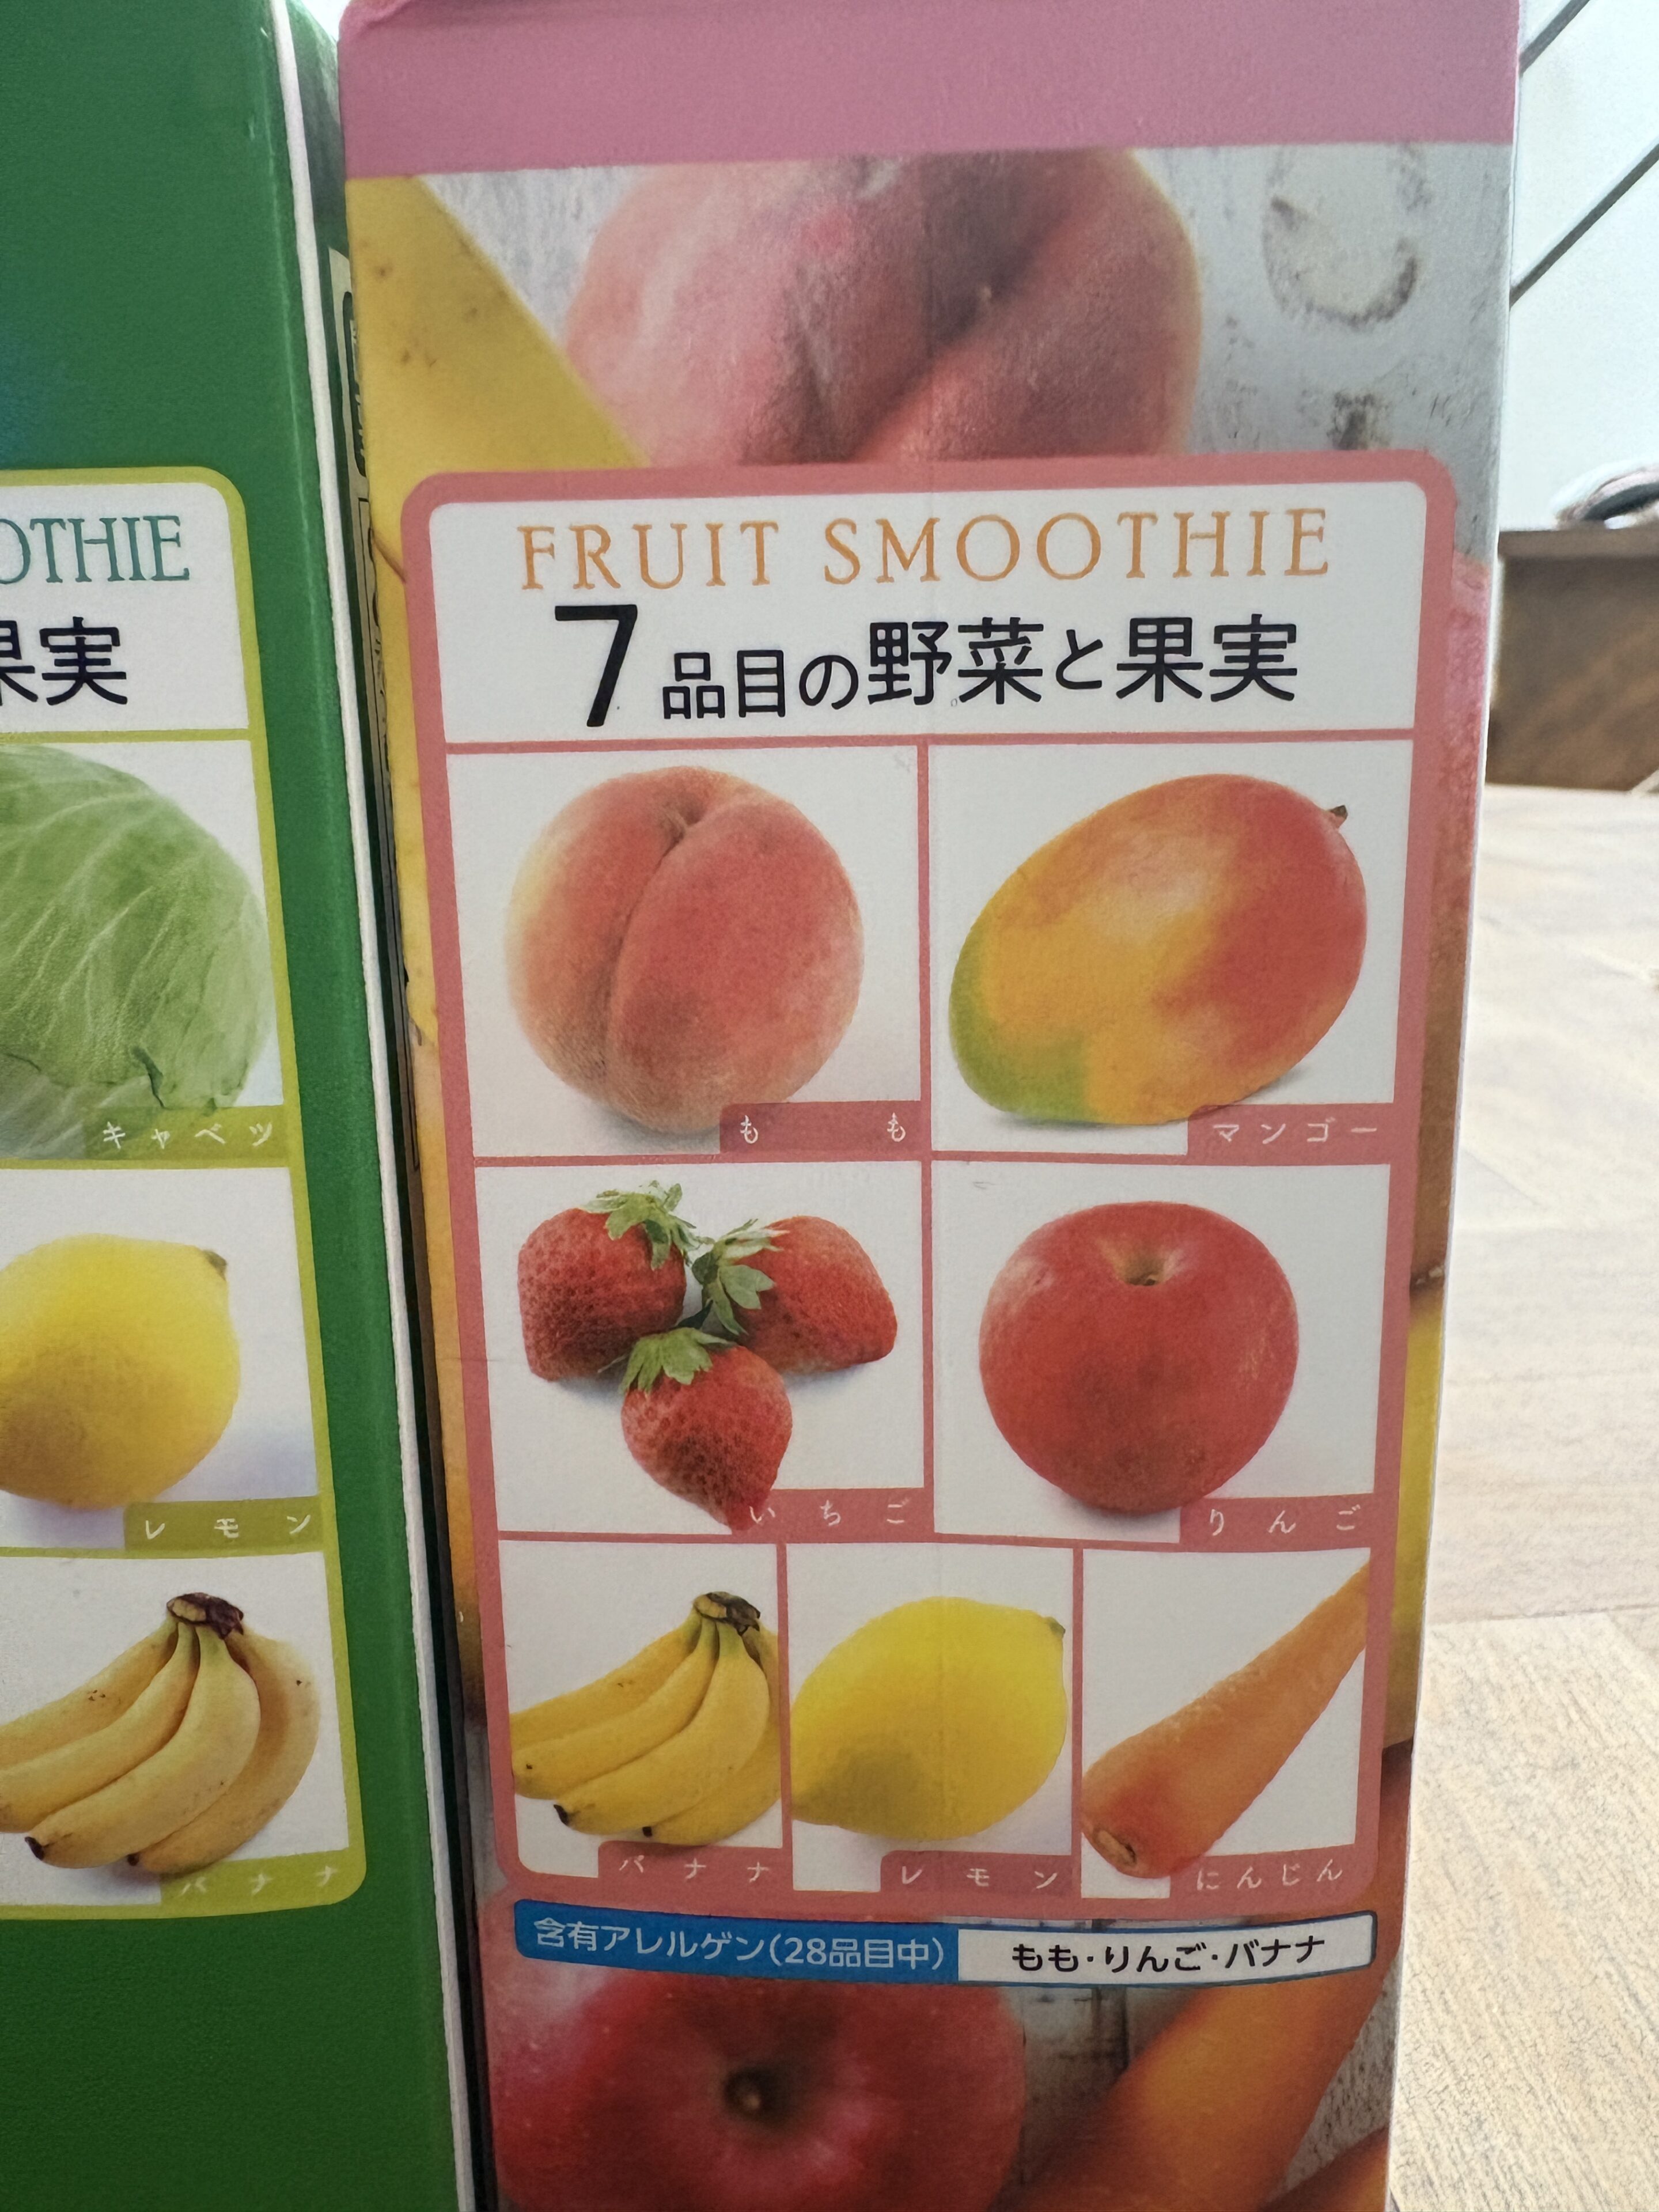 OTHIE
果実
キャベツ
レモン
バナナ
FRUIT SMOOTHIE
7品目の野菜と果実
もも
マンゴー
いちご
りんご
バナナ
レモン
にんじん
含有アレルゲン(28品目中) もも・りんご・バナナ